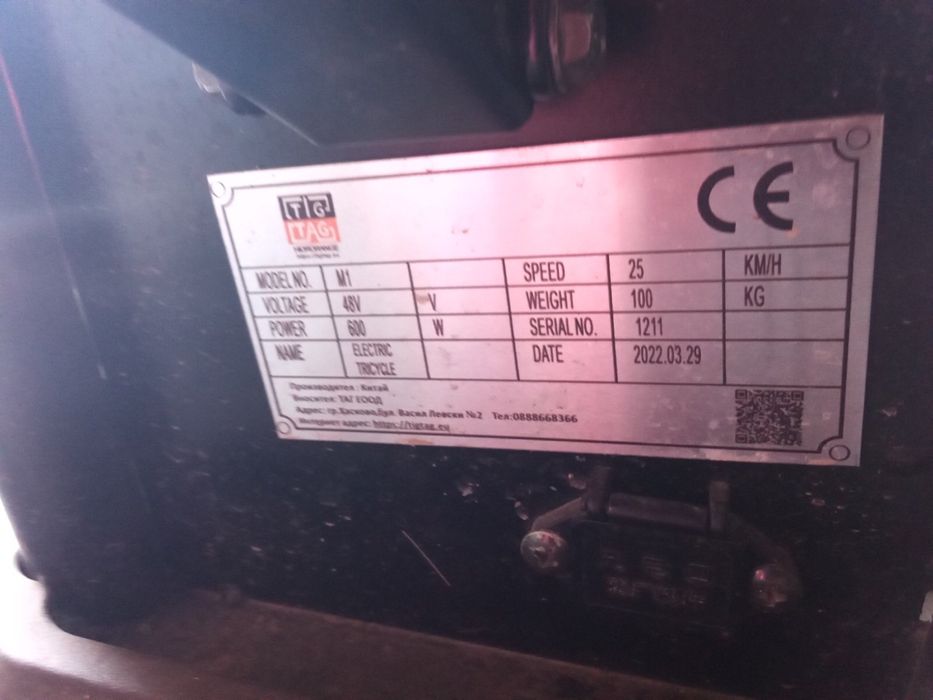 TIG
TAG
CE
MODEL NO. M1 SPEED 25 KM/H
VOLTAGE 48V V WEIGHT 100 KG
POWER 600 W SERIAL NO. 1211
NAME ELECTRIC TRICYCLE DATE 2022.03.29
Производител : Китай
Вносител: ТАГ ЕООД
Адрес: гр.Хасково,бул. Васил Левски №2 Тел:0888668366
Интернет адрес: https://tigtag.eu